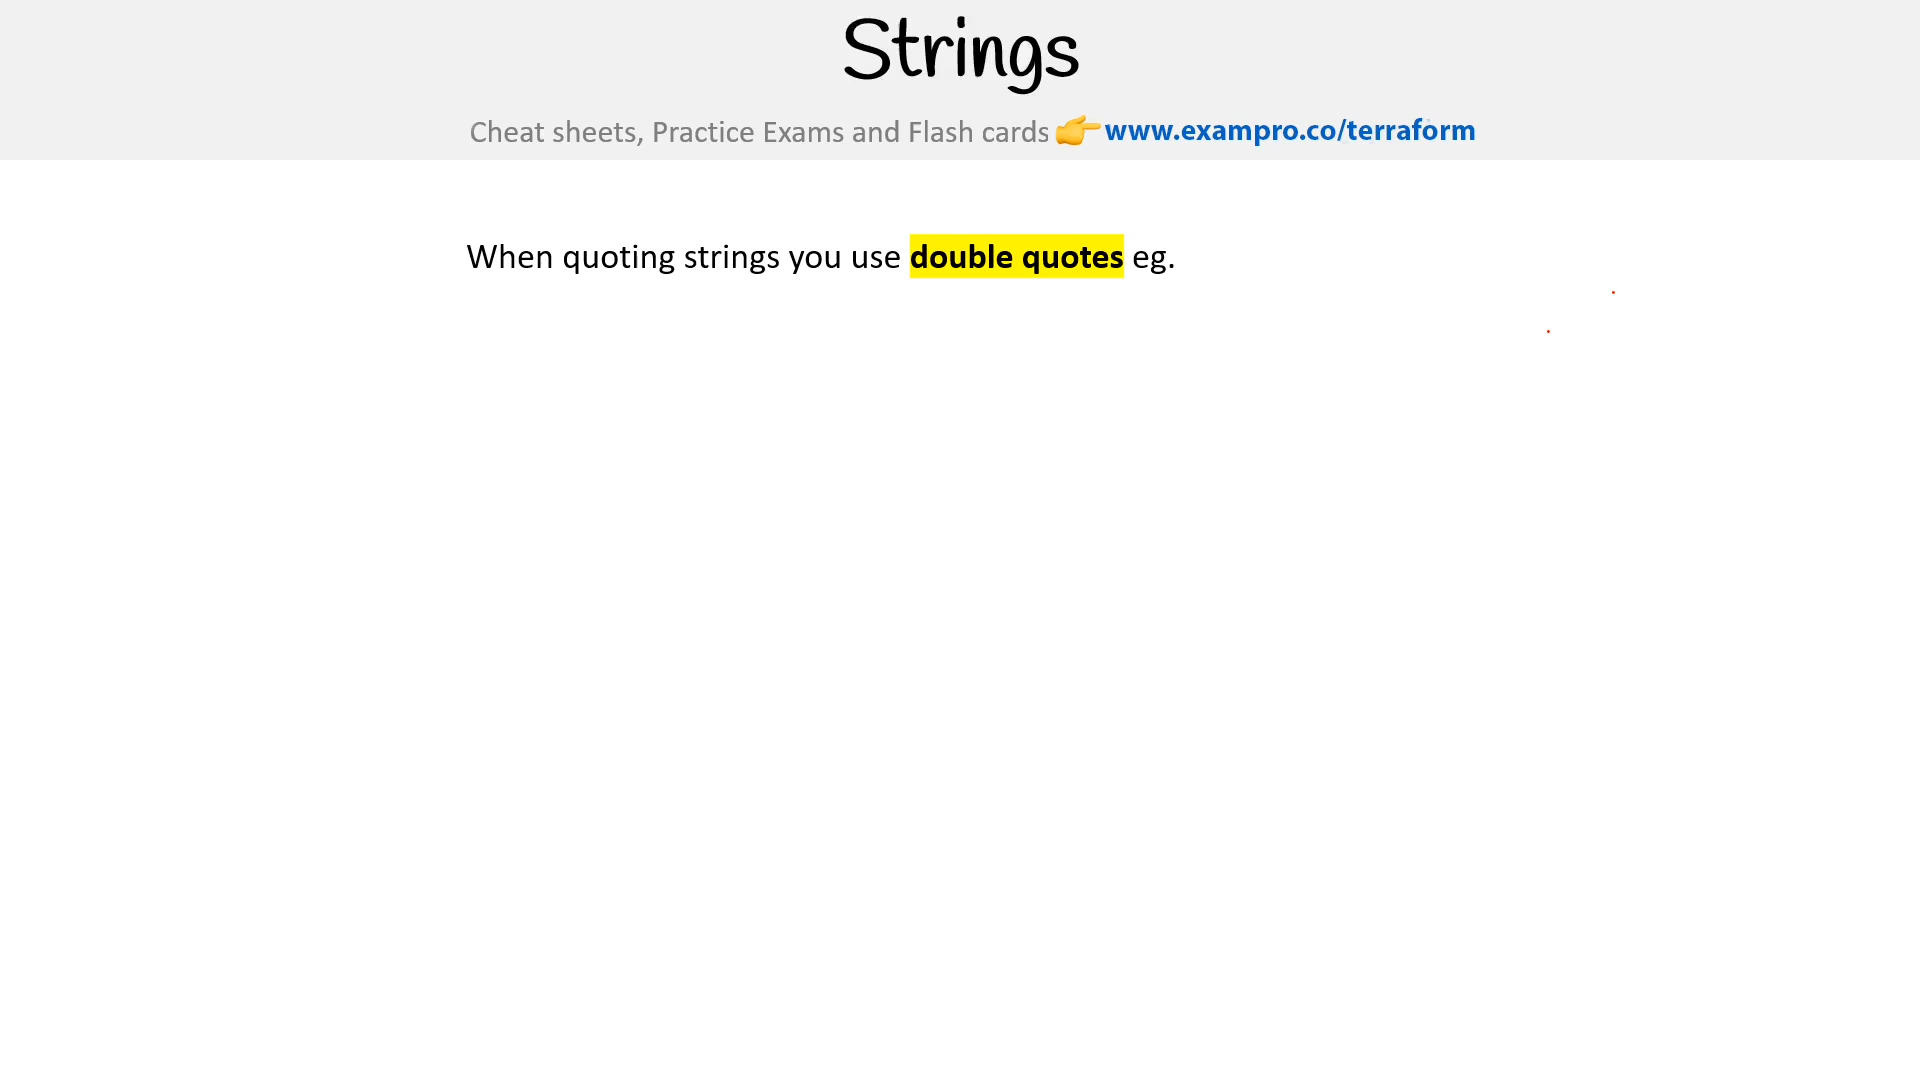 Strings
Cheat sheets, Practice Exams and Flash cards 👉 www.exampro.co/terraform
When quoting strings you use double quotes eg.